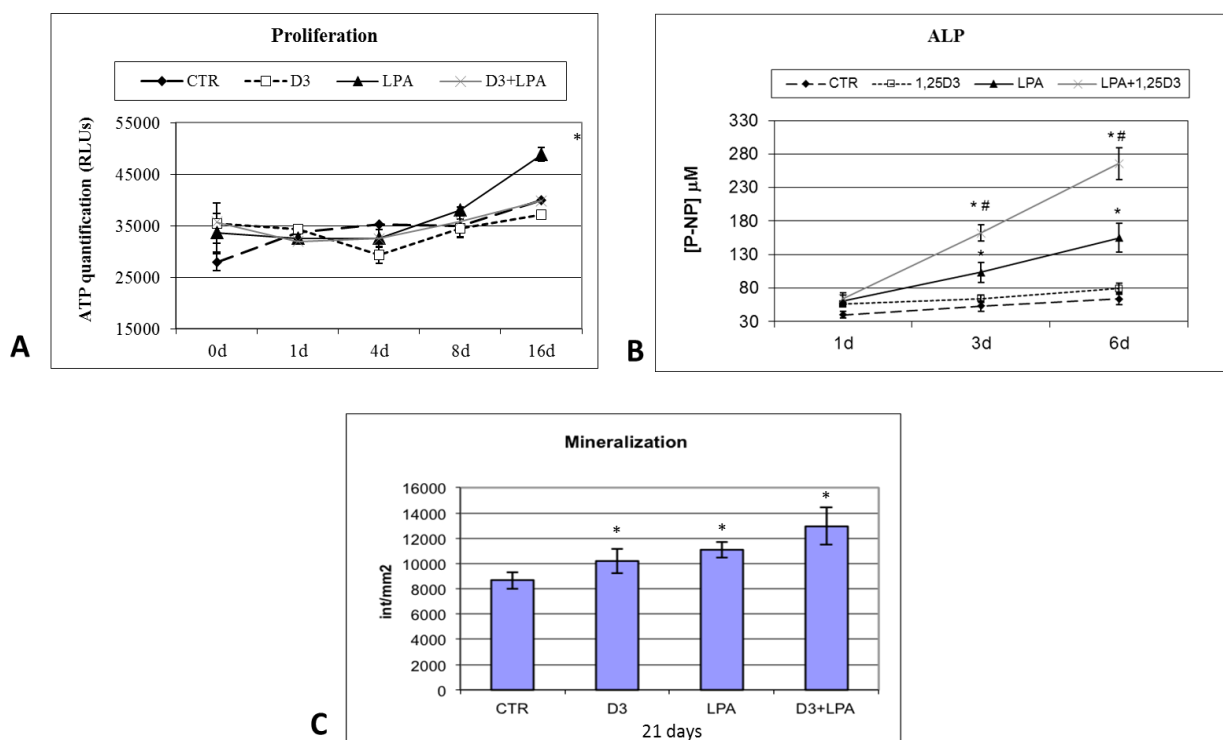 Proliferation
CTR D3 LPA D3+LPA
ATP quantification (RLUs)
55000
45000
35000
25000
15000
*
0d 1d 4d 8d 16d
A
ALP
CTR 1,25D3 LPA LPA+1,25D3
[P-NP] µM
330
280
230
180
130
80
30
* #
*
* #
*
1d 3d 6d
B
Mineralization
int/mm2
16000
14000
12000
10000
8000
6000
4000
2000
0
* * *
CTR D3 LPA D3+LPA
21 days
C